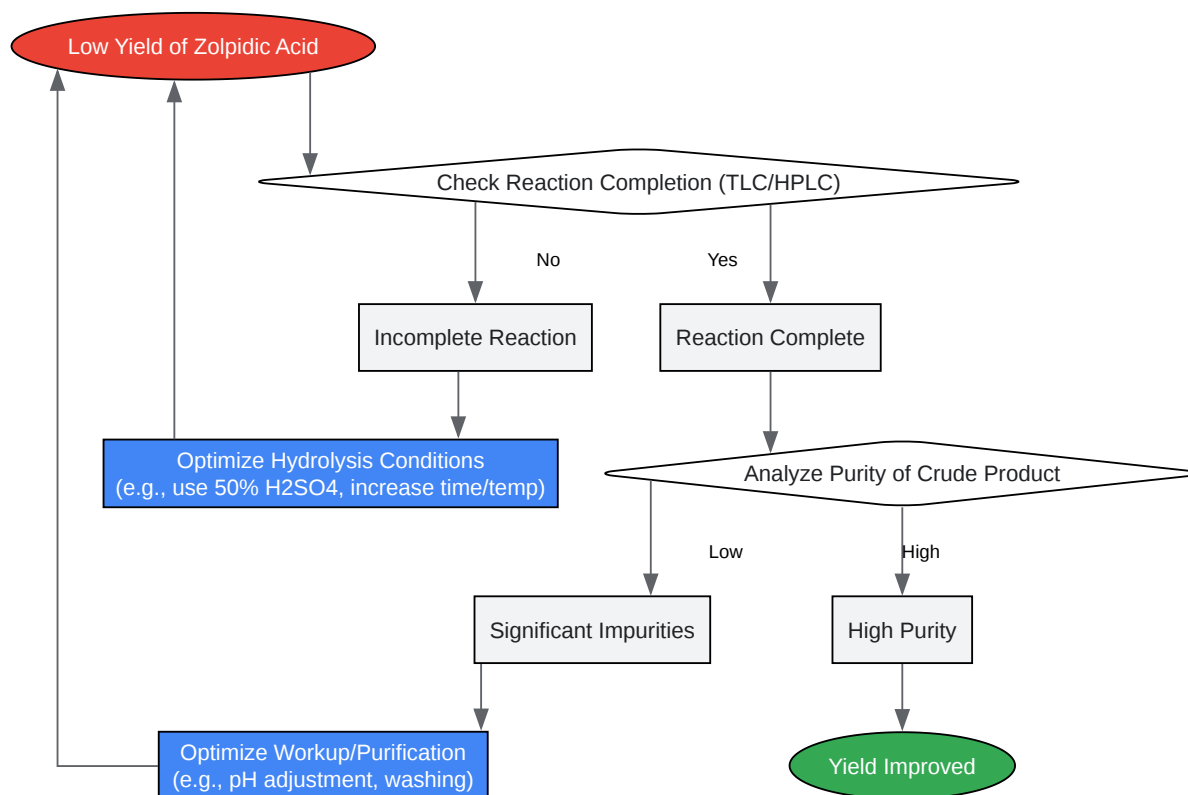 Low Yield of Zolpidic Acid
Check Reaction Completion (TLC/HPLC)
No
Yes
Incomplete Reaction
Reaction Complete
Optimize Hydrolysis Conditions
(e.g., use 50% H2SO4, increase time/temp)
Analyze Purity of Crude Product
Low
High
Significant Impurities
High Purity
Optimize Workup/Purification
(e.g., pH adjustment, washing)
Yield Improved